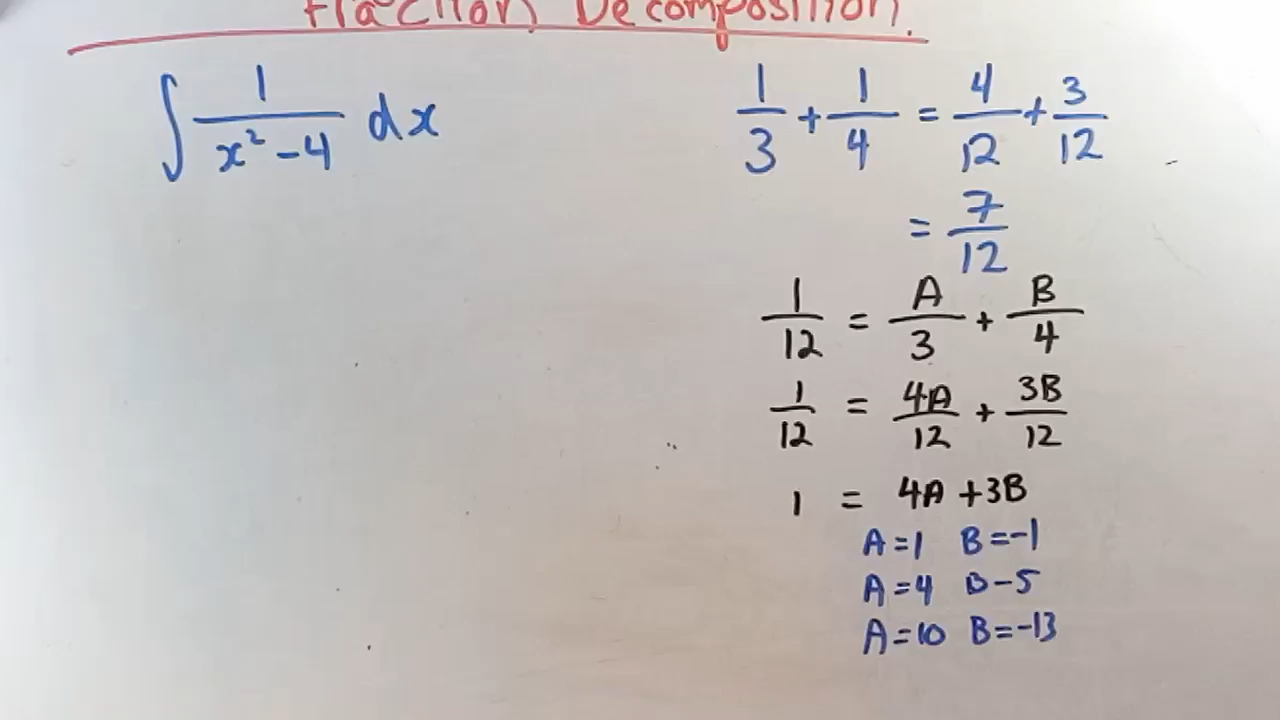 Fraction Decomposition.
∫ 1/(x² - 4) dx
1/3 + 1/4 = 4/12 + 3/12
= 7/12
1/12 = A/3 + B/4
1/12 = 4A/12 + 3B/12
1 = 4A + 3B
A = 1 B = -1
A = 4 B - 5
A = 10 B = -13